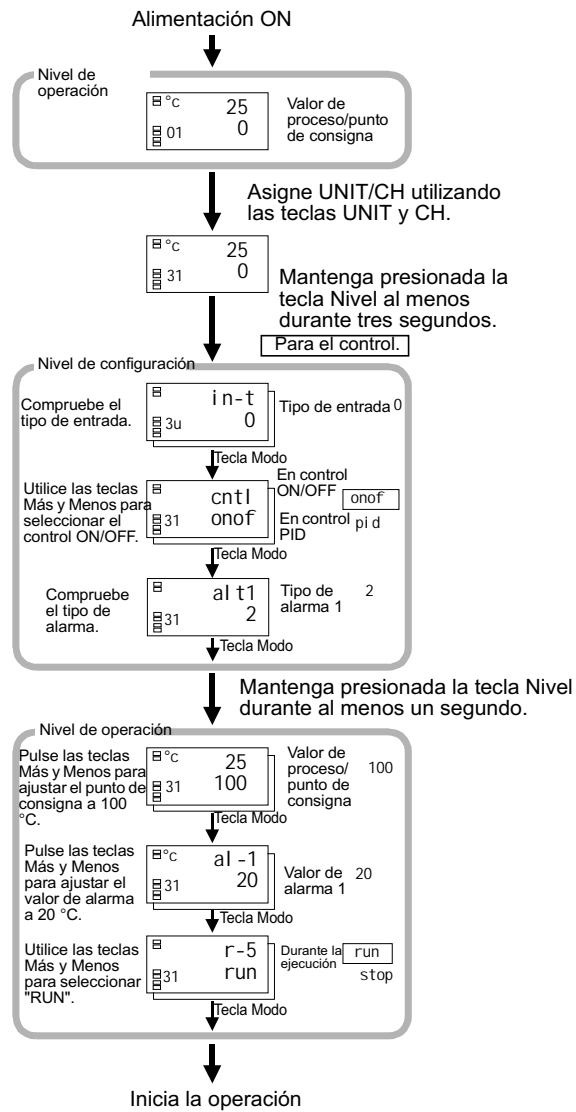 Alimentación ON
Nivel de
operación
°C 25
01 0
Valor de
proceso/punto
de consigna
Asigne UNIT/CH utilizando
las teclas UNIT y CH.
°C 25
31 0
Mantenga presionada la
tecla Nivel al menos
durante tres segundos.
Para el control.
Nivel de configuración
Compruebe el
tipo de entrada.
in-t
3u 0
Tipo de entrada 0
Tecla Modo
Utilice las teclas
Más y Menos para
seleccionar el
control ON/OFF.
cntl
31 onof
En control
ON/OFF onof
En control
PID pid
Tecla Modo
Compruebe
el tipo de
alarma.
alt1
31 2
Tipo de
alarma 1
2
Tecla Modo
Mantenga presionada la tecla Nivel
durante al menos un segundo.
Nivel de operación
Pulse las teclas
Más y Menos para
ajustar el punto de
consigna a 100
°C.
°C 25
31 100
Valor de
proceso/
punto de
consigna
100
Tecla Modo
Pulse las teclas
Más y Menos
para ajustar el
valor de alarma
a 20 °C.
°C al-1
31 20
Valor de
alarma 1
20
Tecla Modo
Utilice las teclas
Más y Menos
para seleccionar
"RUN".
r-5
31 run
Durante la
ejecución
run
stop
Tecla Modo
Inicia la operación